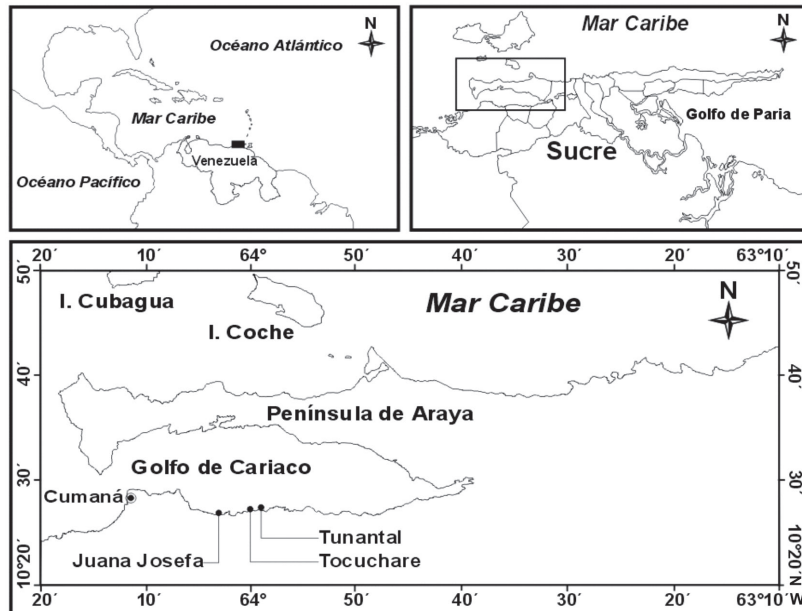 N
Océano Atlántico
Mar Caribe
Venezuela
Océano Pacífico
Mar Caribe
N
Golfo de Paria
Sucre
20´ 10´ 64° 50´ 40´ 30´ 20´ 63°10´
50´ 50´
I. Cubagua
Mar Caribe
N
I. Coche
40´ 40´
Península de Araya
Golfo de Cariaco
30´ 30´
Cumaná
Tunantal
Juana Josefa Tocuchare
10°20´ 10°20´ N
20´ 10´ 64° 50´ 40´ 30´ 20´ 63°10´ W